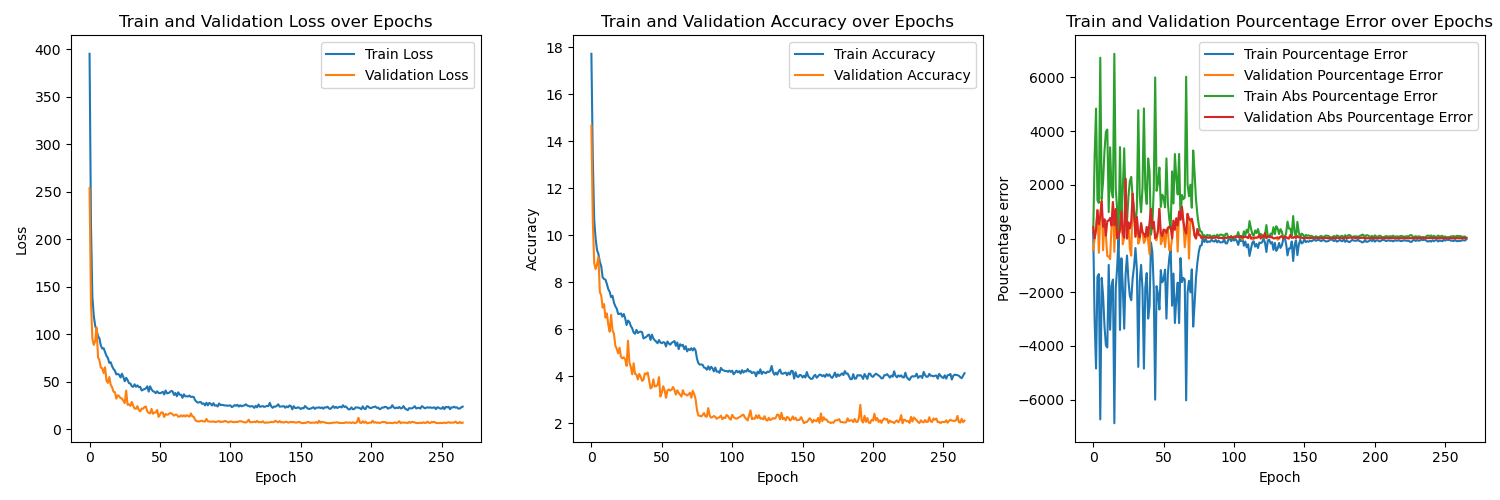 Train and Validation Loss over Epochs
Train Loss
Validation Loss
Loss
400
350
300
250
200
150
100
50
0
0 50 100 150 200 250
Epoch
Train and Validation Accuracy over Epochs
Train Accuracy
Validation Accuracy
Accuracy
18
16
14
12
10
8
6
4
2
0 50 100 150 200 250
Epoch
Train and Validation Pourcentage Error over Epochs
Train Pourcentage Error
Validation Pourcentage Error
Train Abs Pourcentage Error
Validation Abs Pourcentage Error
Pourcentage error
6000
4000
2000
0
−2000
−4000
−6000
0 50 100 150 200 250
Epoch